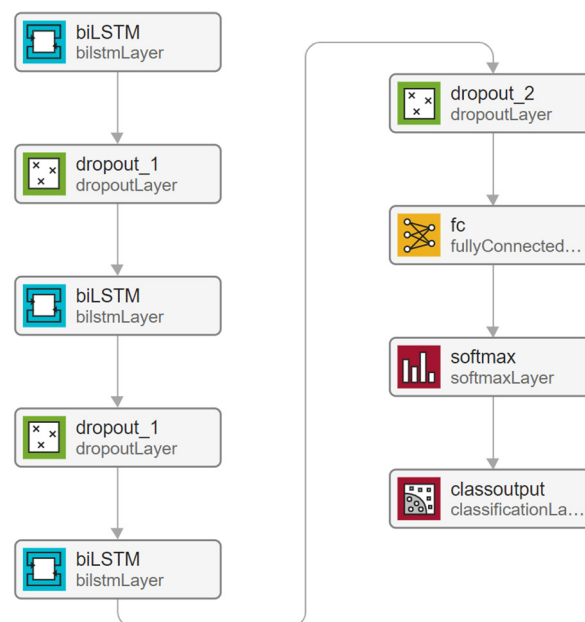 biLSTM
bilstmLayer
dropout_1
dropoutLayer
biLSTM
bilstmLayer
dropout_1
dropoutLayer
biLSTM
bilstmLayer
dropout_2
dropoutLayer
fc
fullyConnected...
softmax
softmaxLayer
classoutput
classificationLa...